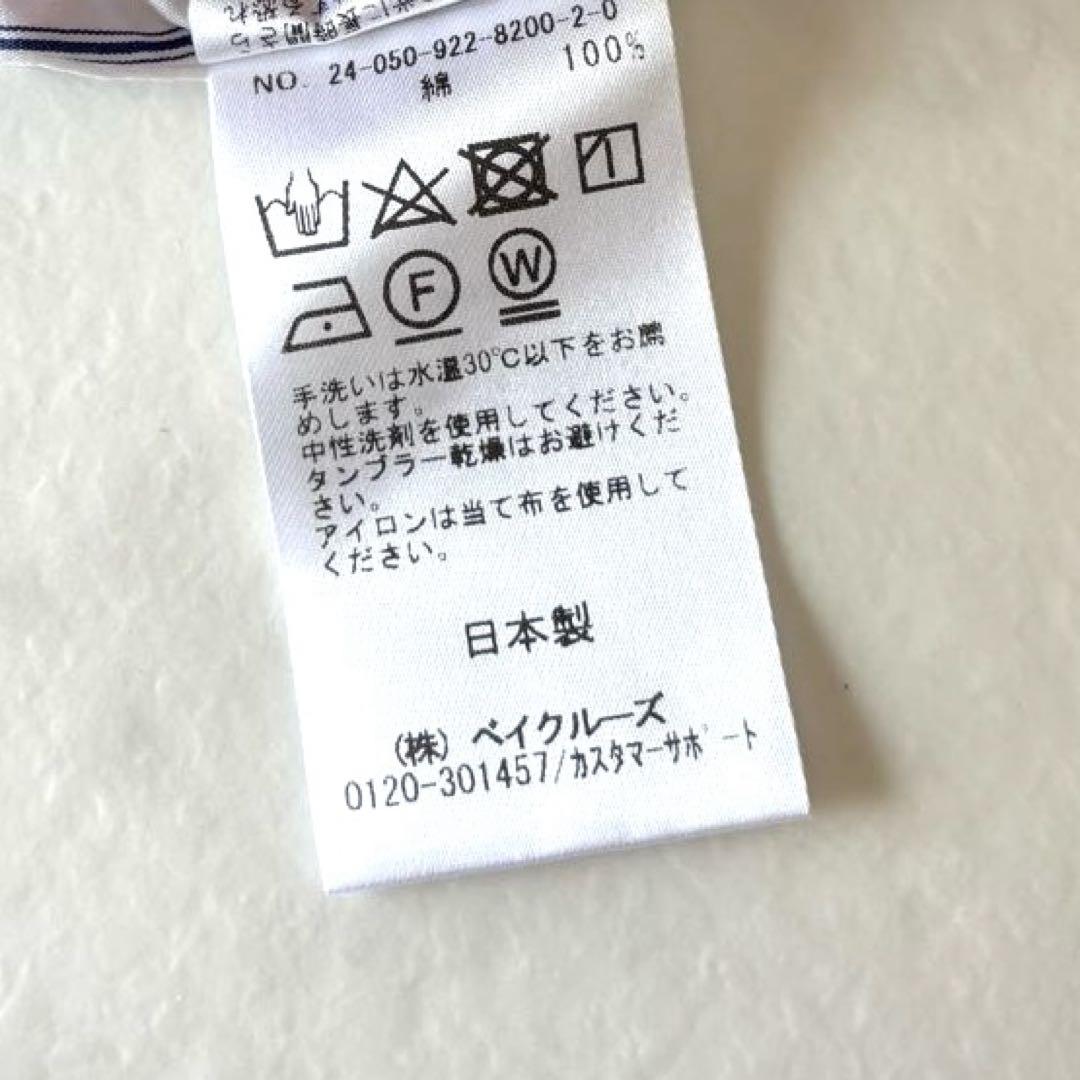 NO. 24-050-922-8200-2-0
綿 100%
F W
手洗いは水温30℃以下をお薦
めします。
中性洗剤を使用してください。
タンブラー乾燥はお避けくだ
さい。
アイロンは当て布を使用して
ください。
日本製
(株) ベイクルーズ
0120-301457/カスタマーサポート